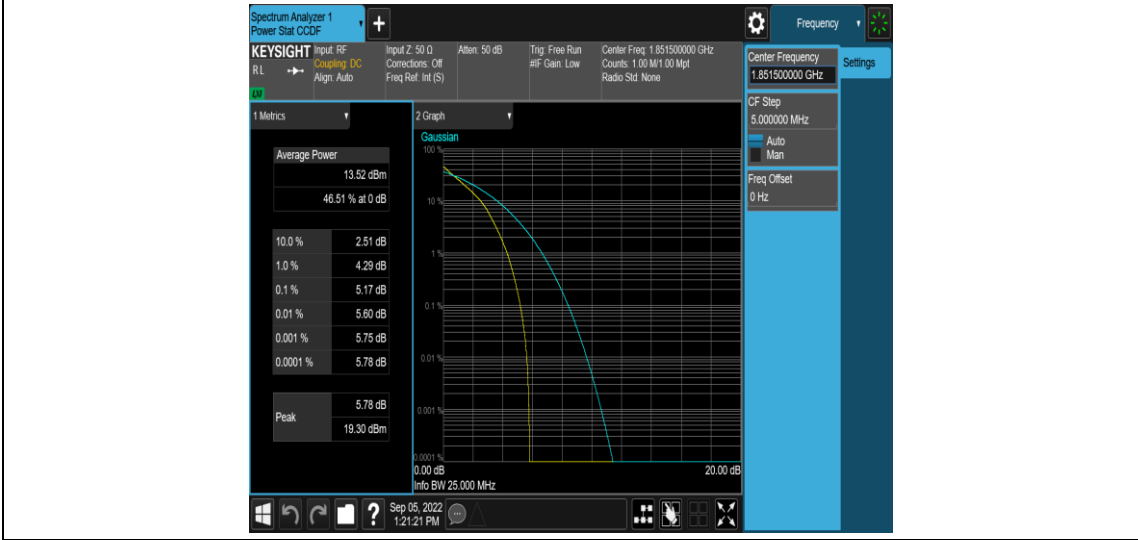 Spectrum Analyzer 1
Power Stat CCDF
+
Frequency
KEYSIGHT
RL
LXI
Input: RF
Coupling: DC
Align: Auto
Input Z: 50 Ω
Corrections: Off
Freq Ref: Int (S)
Atten: 50 dB
Trig: Free Run
#IF Gain: Low
Center Freq: 1.851500000 GHz
Counts: 1.00 M/1.00 Mpt
Radio Std: None
Center Frequency
1.851500000 GHz
Settings
CF Step
5.000000 MHz
Auto
Man
Freq Offset
0 Hz
1 Metrics
Average Power
13.52 dBm
46.51 % at 0 dB
10.0 % 2.51 dB
1.0 % 4.29 dB
0.1 % 5.17 dB
0.01 % 5.60 dB
0.001 % 5.75 dB
0.0001 % 5.78 dB
Peak 5.78 dB
19.30 dBm
2 Graph
Gaussian
100 %
10 %
1 %
0.1 %
0.01 %
0.001 %
0.0001 %
0.00 dB 20.00 dB
Info BW 25.000 MHz
?
Sep 05, 2022
1:21:21 PM